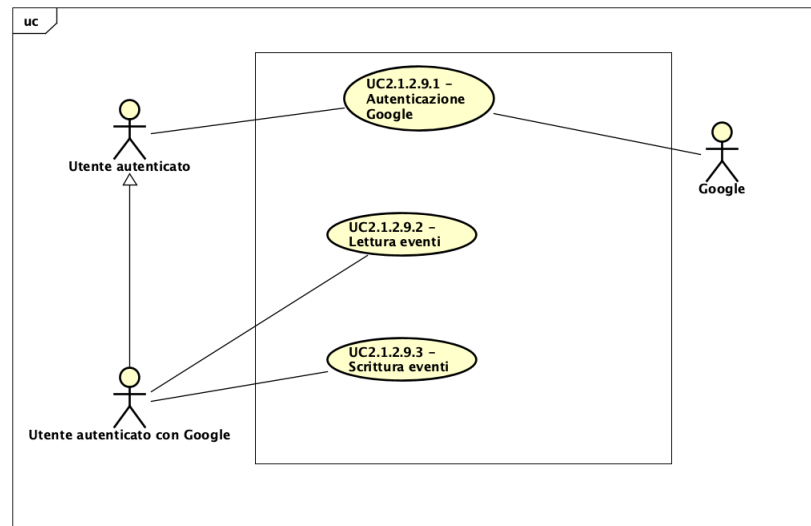 uc
UC2.1.2.9.1 –
Autenticazione
Google
Utente autenticato
Google
UC2.1.2.9.2 –
Lettura eventi
UC2.1.2.9.3 –
Scrittura eventi
Utente autenticato con Google